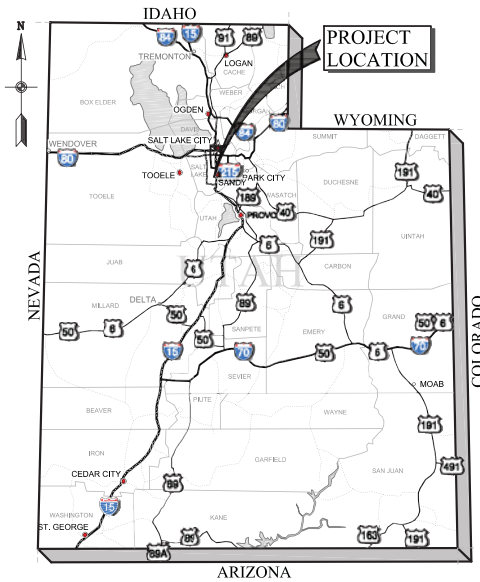 IDAHO
N
84
15
91
89
PROJECT
LOCATION
TREMONTON
LOGAN
CACHE
WEBER
BOX ELDER
OGDEN
DAVIS
84
80
WYOMING
SALT LAKE CITY
SUMMIT
DAGGETT
WENDOVER
80
SALT
LAKE
215
PARK CITY
191
TOOELE
SANDY
189
WASATCH
DUCHESNE
40
TOOELE
40
UTAH
PROVO
191
UINTAH
6
JUAB
6
UTAH
CARBON
NEVADA
MILLARD
DELTA
50
89
6
GRAND
50
6
COLORADO
50
6
SANPETE
EMERY
50
15
70
50
6
70
SEVIER
MOAB
BEAVER
PIUTE
WAYNE
191
IRON
GARFIELD
SAN JUAN
491
CEDAR CITY
89
15
WASHINGTON
KANE
ST. GEORGE
89
163
191
89A
ARIZONA